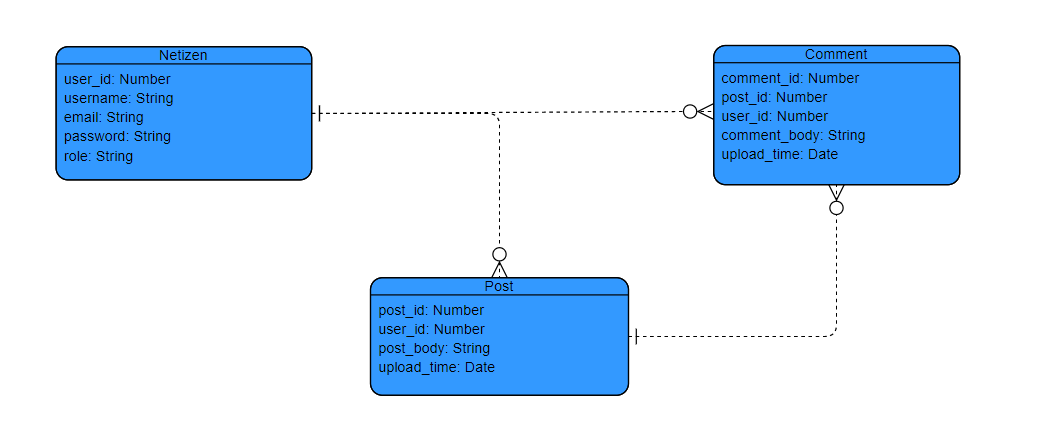 Netizen
user_id: Number
username: String
email: String
password: String
role: String
Comment
comment_id: Number
post_id: Number
user_id: Number
comment_body: String
upload_time: Date
Post
post_id: Number
user_id: Number
post_body: String
upload_time: Date